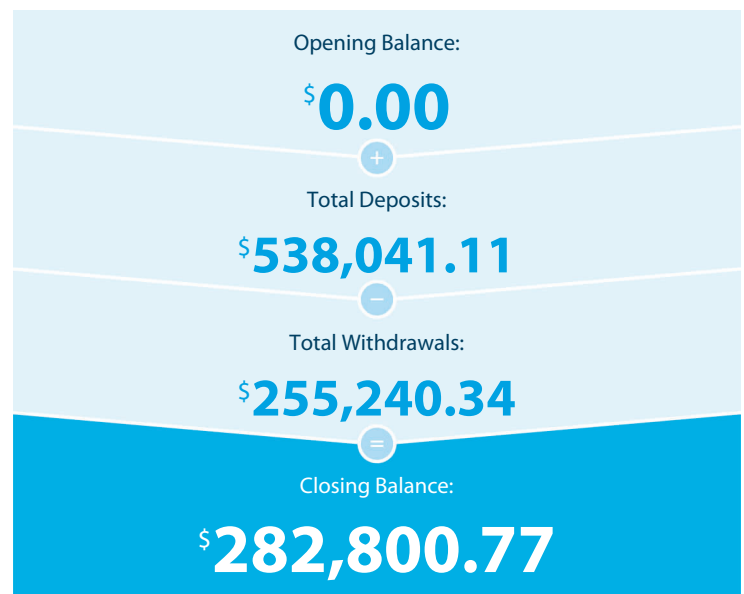 Opening Balance:
$0.00
+
Total Deposits:
$538,041.11
−
Total Withdrawals:
$255,240.34
=
Closing Balance:
$282,800.77